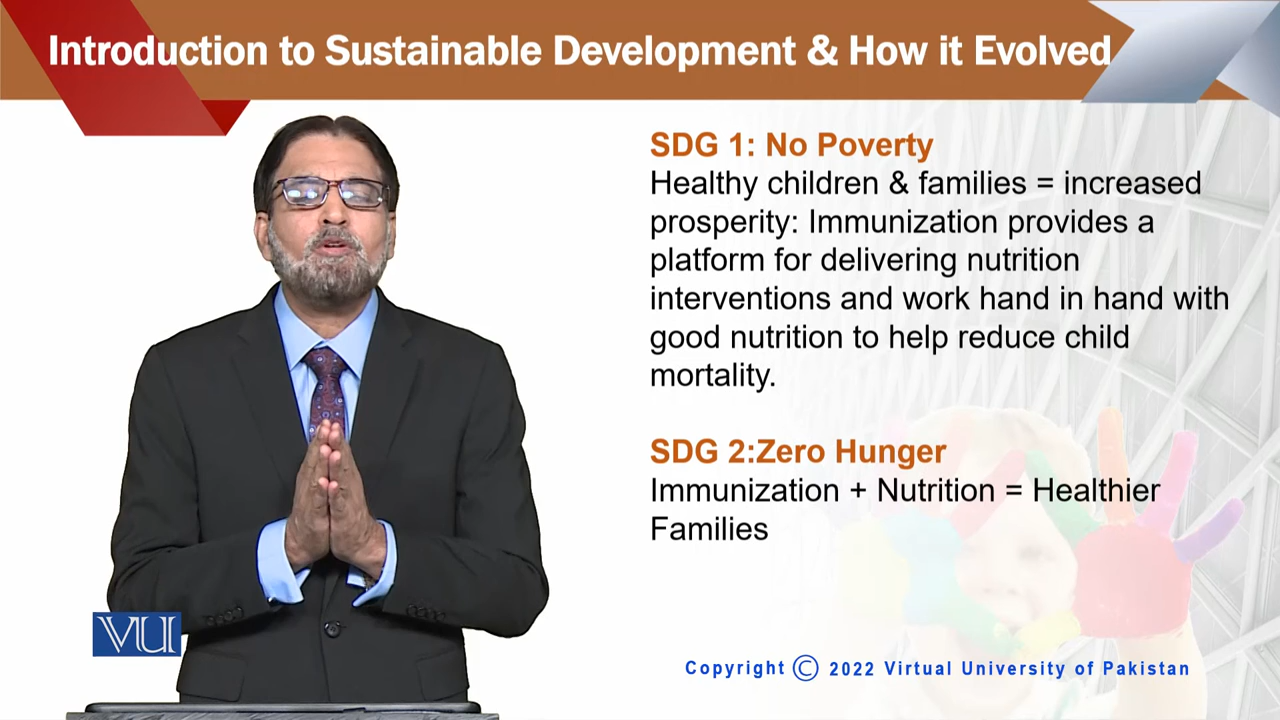 Introduction to Sustainable Development & How it Evolved
SDG 1: No Poverty
Healthy children & families = increased
prosperity: Immunization provides a
platform for delivering nutrition
interventions and work hand in hand with
good nutrition to help reduce child
mortality.
SDG 2:Zero Hunger
Immunization + Nutrition = Healthier
Families
VU
Copyright © 2022 Virtual University of Pakistan